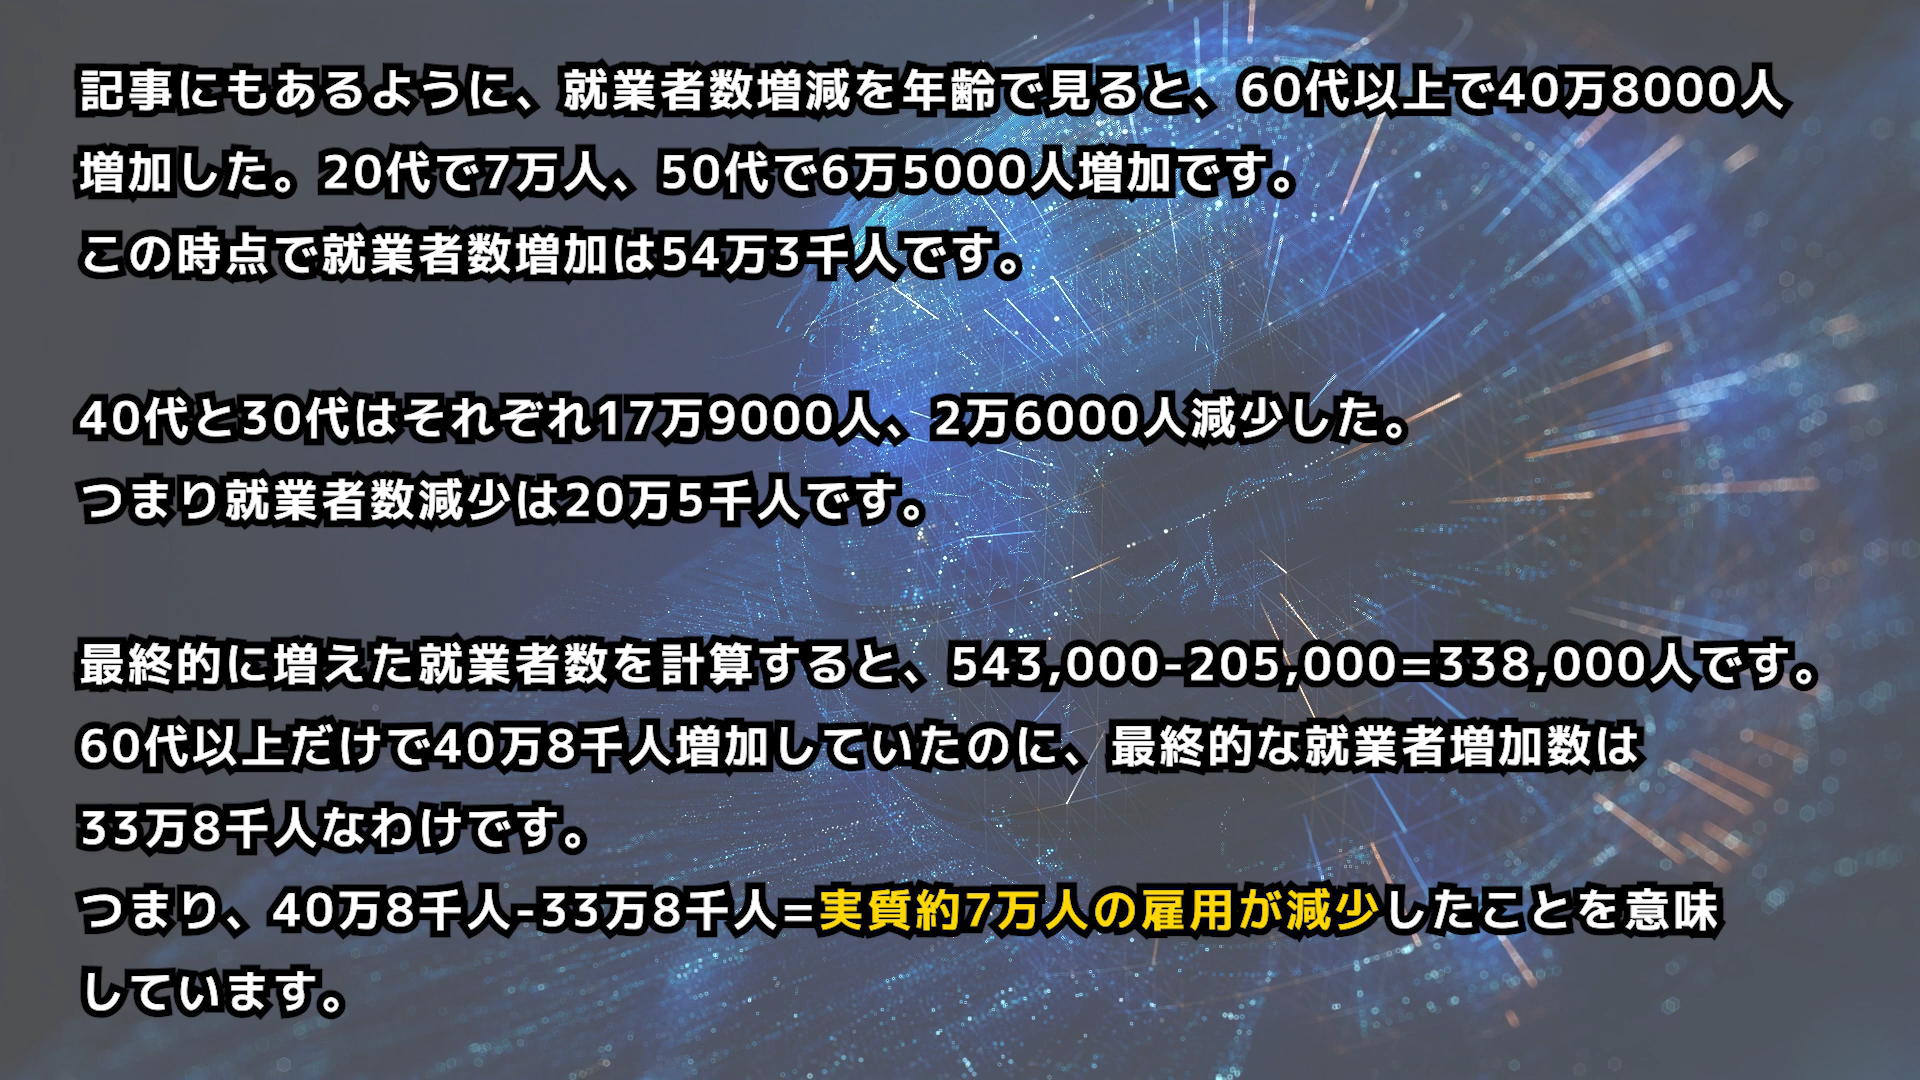 記事にもあるように、就業者数増減を年齢で見ると、60代以上で40万8000人
増加した。20代で7万人、50代で6万5000人増加です。
この時点で就業者数増加は54万3千人です。
40代と30代はそれぞれ17万9000人、2万6000人減少した。
つまり就業者数減少は20万5千人です。
最終的に増えた就業者数を計算すると、543,000-205,000=338,000人です。
60代以上だけで40万8千人増加していたのに、最終的な就業者増加数は
33万8千人なわけです。
つまり、40万8千人-33万8千人=実質約7万人の雇用が減少したことを意味
しています。